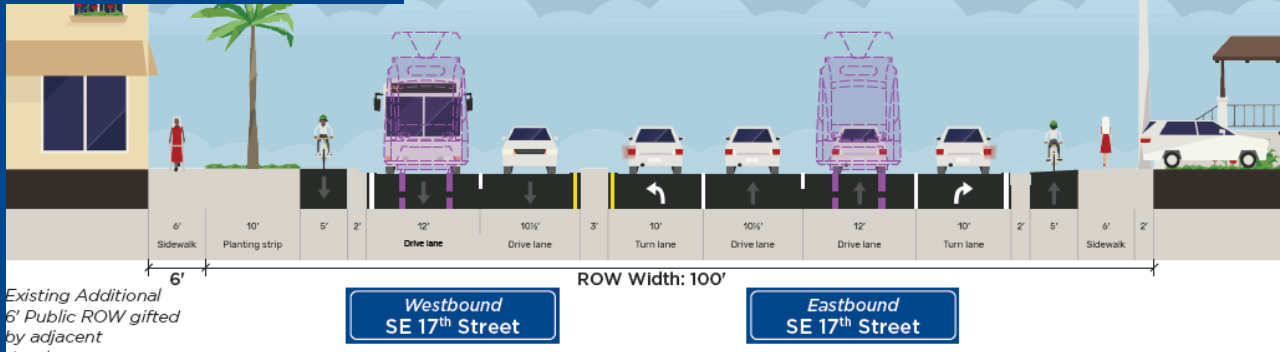 6' 10' 5' 2' 12' 10½' 3' 10' 10½' 12' 10' 2' 5' 6' 2'
Sidewalk Planting strip Drive lane Drive lane Turn lane Drive lane Drive lane Turn lane Sidewalk
6' ROW Width: 100'
Existing Additional
6' Public ROW gifted
by adjacent
Westbound
SE 17th Street
Eastbound
SE 17th Street